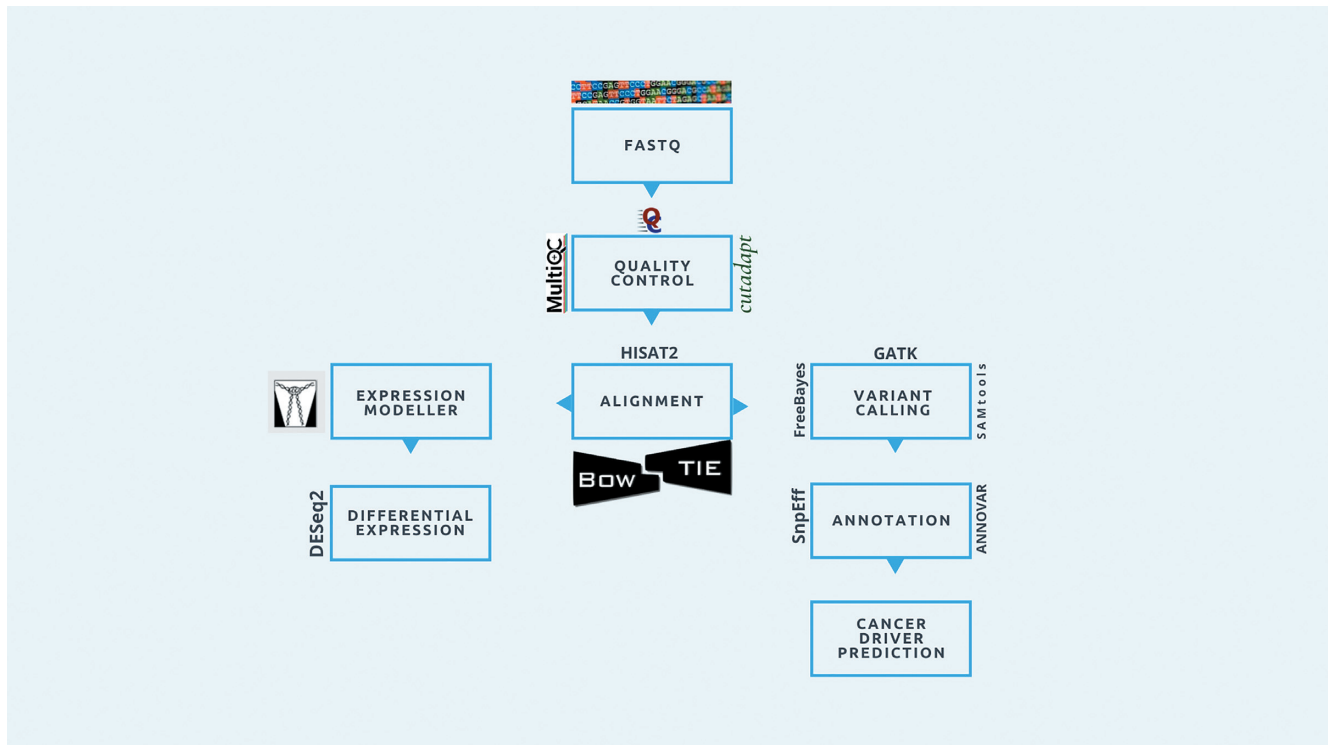 FASTQ
QC
MultiQC
QUALITY
CONTROL
cutadapt
HISAT2
ALIGNMENT
BOW TIE
EXPRESSION
MODELLER
DESeq2
DIFFERENTIAL
EXPRESSION
GATK
FreeBayes
VARIANT
CALLING
SAMtools
SnpEff
ANNOTATION
ANNOVAR
CANCER
DRIVER
PREDICTION